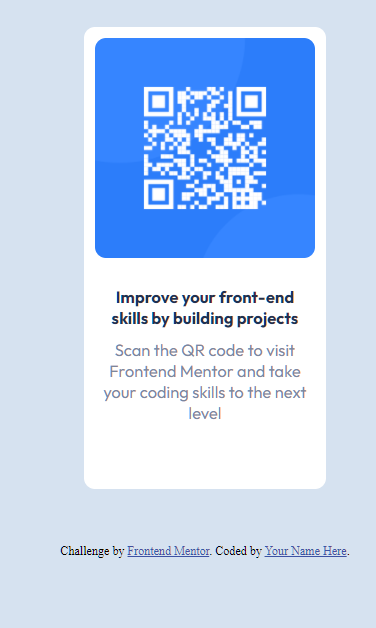 Improve your front-end
skills by building projects
Scan the QR code to visit
Frontend Mentor and take
your coding skills to the next
level
Challenge by Frontend Mentor. Coded by Your Name Here.